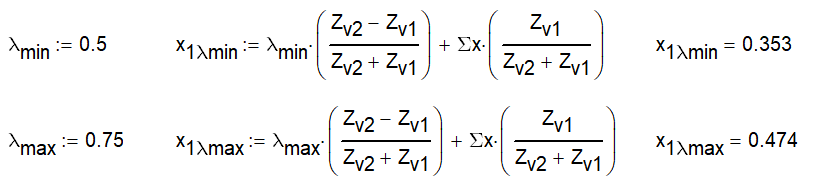 λmin := 0.5 x1λmin := λmin·((Zv2 − Zv1)/(Zv2 + Zv1)) + Σx·(Zv1/(Zv2 + Zv1)) x1λmin = 0.353
λmax := 0.75 x1λmax := λmax·((Zv2 − Zv1)/(Zv2 + Zv1)) + Σx·(Zv1/(Zv2 + Zv1)) x1λmax = 0.474